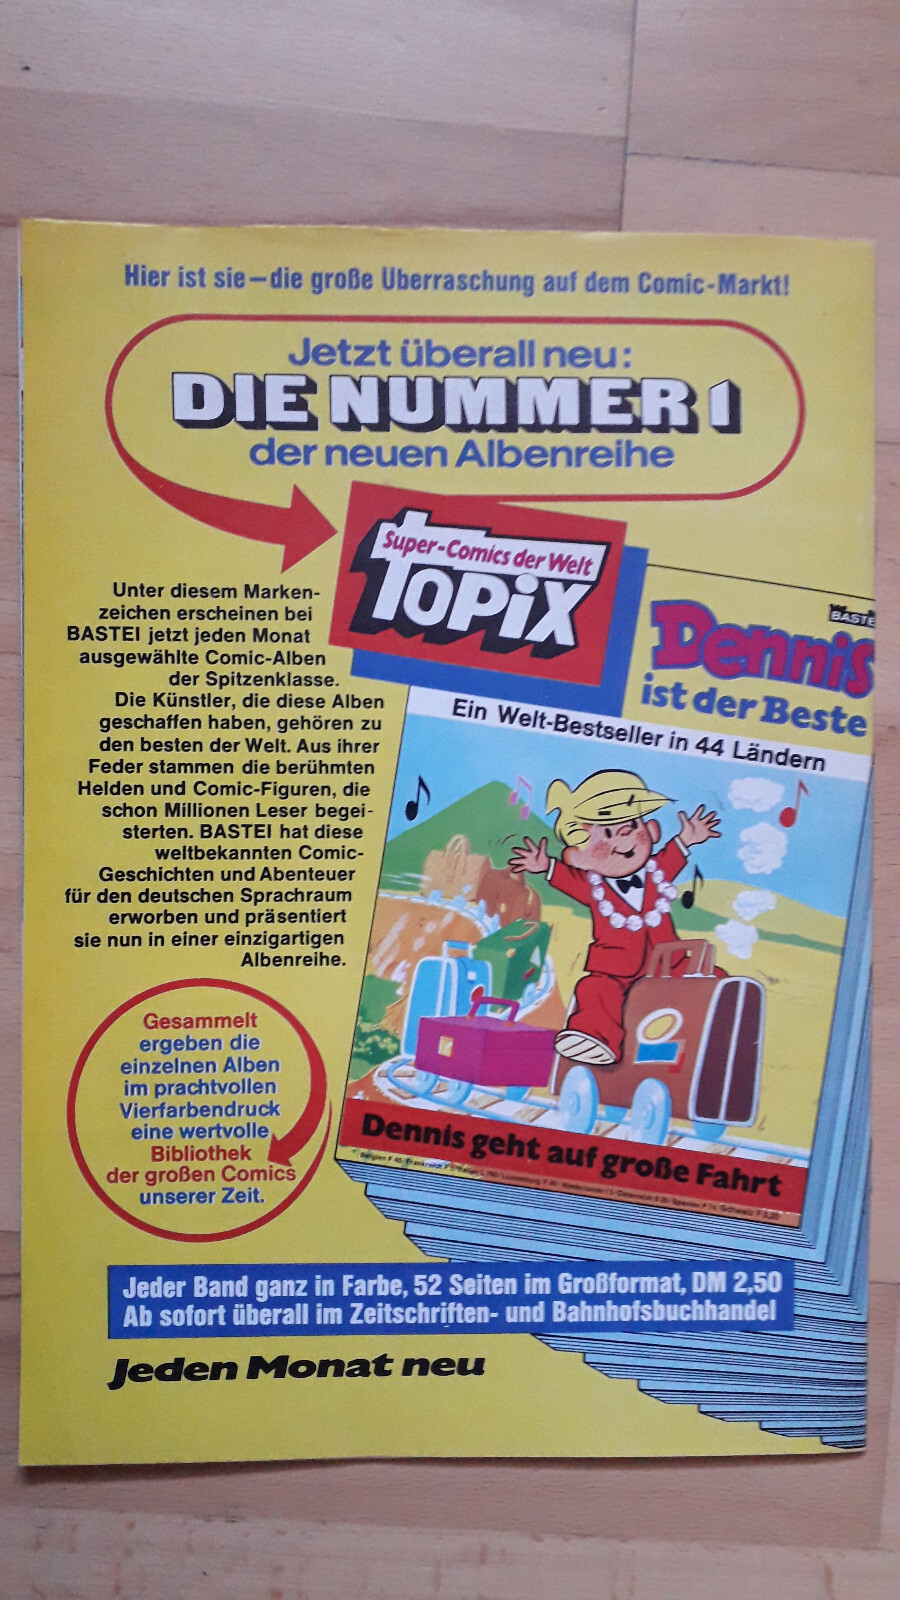 Hier ist sie – die große Überraschung auf dem Comic-Markt!
Jetzt überall neu:
DIE NUMMER 1
der neuen Albenreihe
Super-Comics der Welt
TOPiX
Unter diesem Marken-
zeichen erscheinen bei
BASTEI jetzt jeden Monat
ausgewählte Comic-Alben
der Spitzenklasse.
Die Künstler, die diese Alben
geschaffen haben, gehören zu
den besten der Welt. Aus ihrer
Feder stammen die berühmten
Helden und Comic-Figuren, die
schon Millionen Leser begei-
sterten. BASTEI hat diese
weltbekannten Comic-
Geschichten und Abenteuer
für den deutschen Sprachraum
erworben und präsentiert
sie nun in einer einzigartigen
Albenreihe.
BASTE
Dennis
ist der Beste
Ein Welt-Bestseller in 44 Ländern
Dennis geht auf große Fahrt
Gesammelt
ergeben die
einzelnen Alben
im prachtvollen
Vierfarbendruck
eine wertvolle
Bibliothek
der großen Comics
unserer Zeit.
Jeder Band ganz in Farbe, 52 Seiten im Großformat, DM 2,50
Ab sofort überall im Zeitschriften- und Bahnhofsbuchhandel
Jeden Monat neu